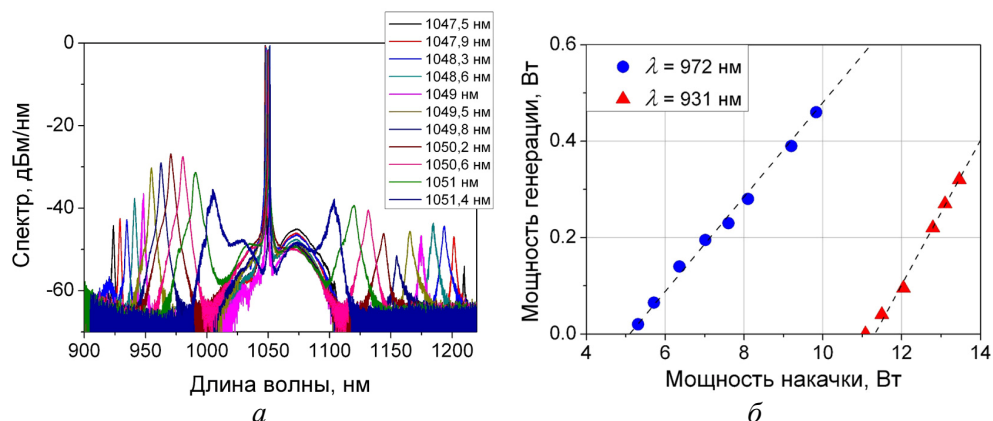 1047,5 нм
1047,9 нм
1048,3 нм
1048,6 нм
1049 нм
1049,5 нм
1049,8 нм
1050,2 нм
1050,6 нм
1051 нм
1051,4 нм
Спектр, дБм/нм
0
-20
-40
-60
900 950 1000 1050 1100 1150 1200
Длина волны, нм
а
λ = 972 нм
λ = 931 нм
Мощность генерации, Вт
0.6
0.4
0.2
0.0
4 6 8 10 12 14
Мощность накачки, Вт
б